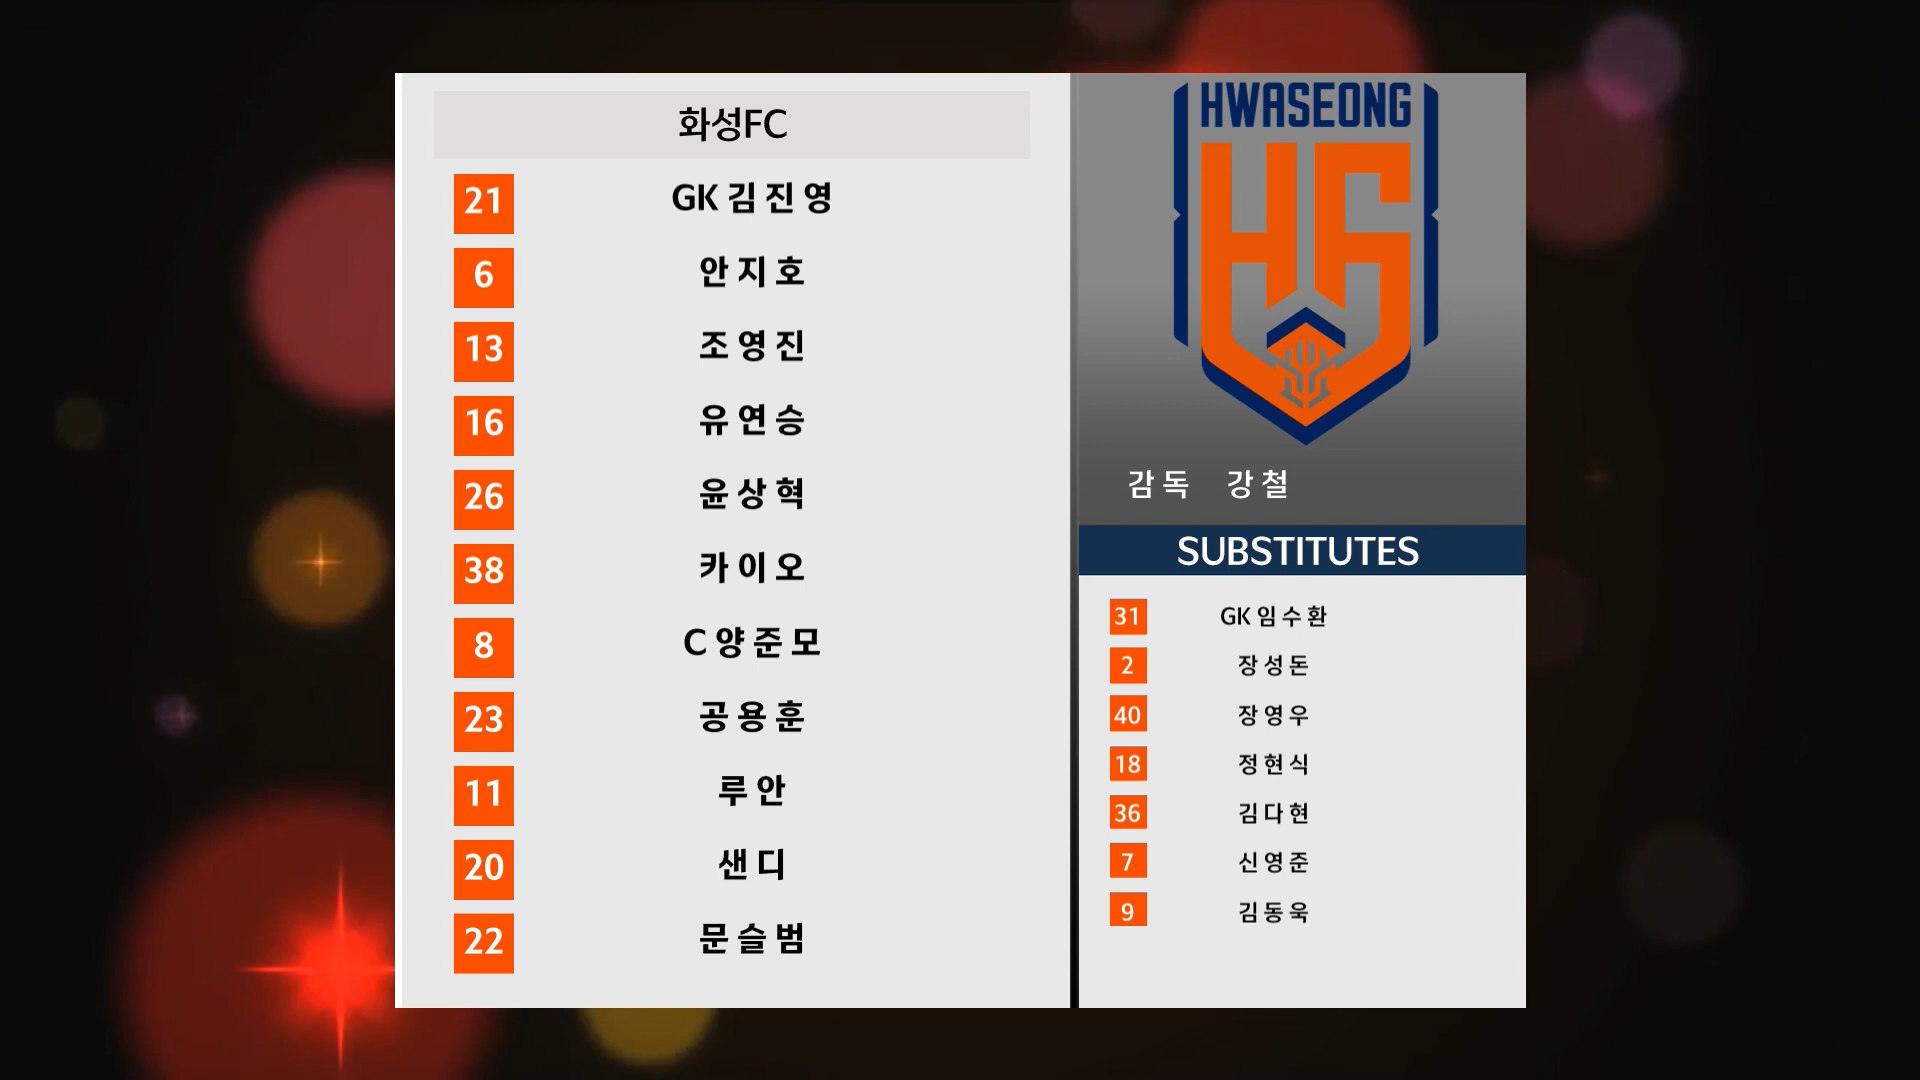 화성FC
21 GK 김진영
6 안지호
13 조영진
16 유연승
26 윤상혁
38 카이오
8 C 양준모
23 공용훈
11 루안
20 샌디
22 문슬범
HWASEONG
HS
감독 강철
SUBSTITUTES
31 GK 임수환
2 장성돈
40 장영우
18 정현식
36 김다현
7 신영준
9 김동욱